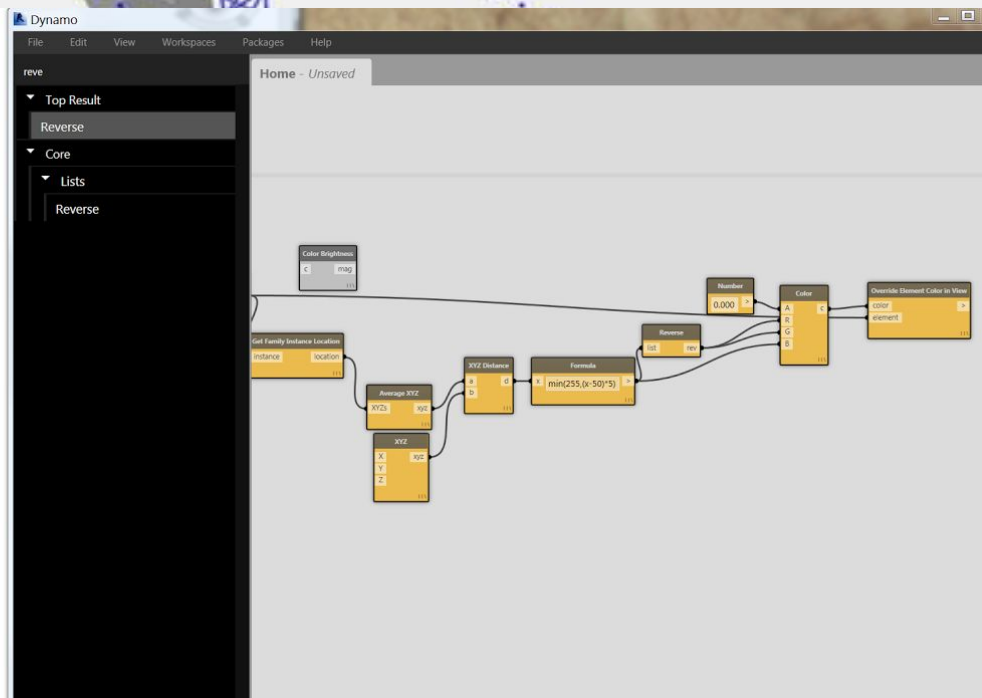 Dynamo
File Edit View Workspaces Packages Help
reve
Home - Unsaved
Top Result
Reverse
Core
Lists
Reverse
Color Brightness
c mag
Get Family Instance Location
instance location
Average XYZ
XYZs xyz
XYZ
X xyz
Y
Z
XYZ Distance
a d
b
Formula
x min(255,(x-50)*5) >
Reverse
list rev
Number
0.000 >
Color
A c
R
G
B
Override Element Color in View
color >
element